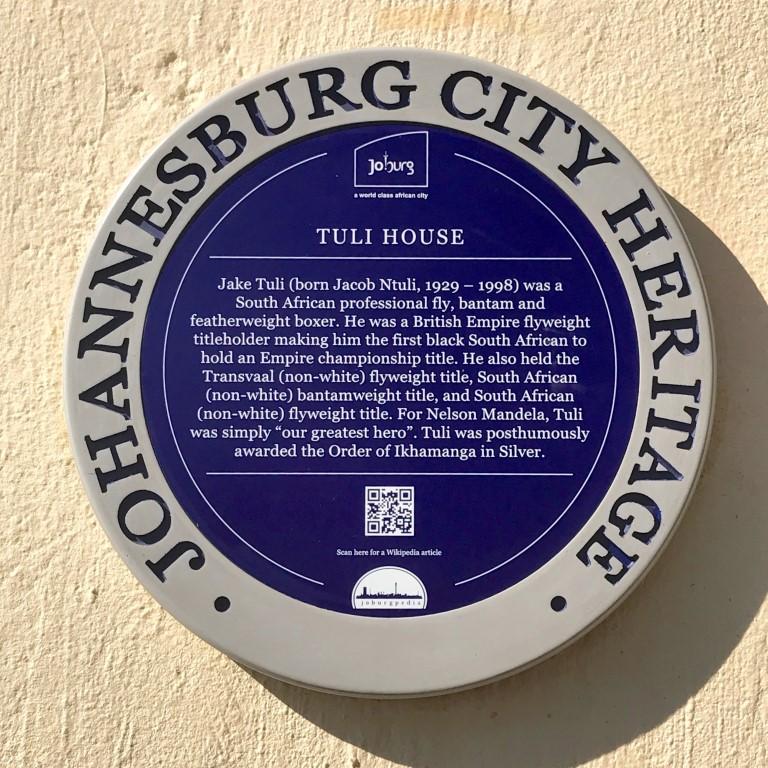 JOHANNESBURG CITY HERITAGE
Joburg
a world class african city
TULI HOUSE
Jake Tuli (born Jacob Ntuli, 1929 – 1998) was a
South African professional fly, bantam and
featherweight boxer. He was a British Empire flyweight
titleholder making him the first black South African to
hold an Empire championship title. He also held the
Transvaal (non-white) flyweight title, South African
(non-white) bantamweight title, and South African
(non-white) flyweight title. For Nelson Mandela, Tuli
was simply “our greatest hero”. Tuli was posthumously
awarded the Order of Ikhamanga in Silver.
Scan here for a Wikipedia article
joburgpedia